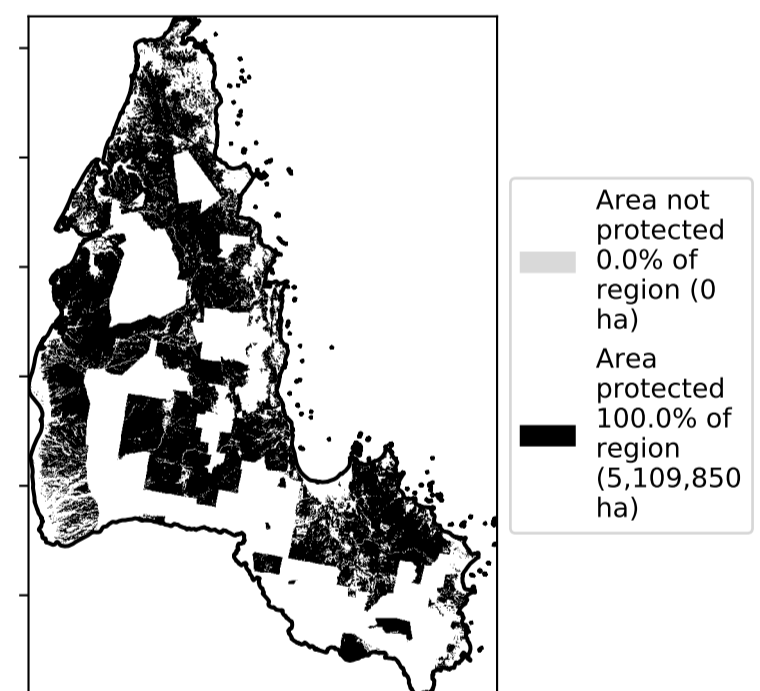 Area not
protected
0.0% of
region (0
ha)
Area
protected
100.0% of
region
(5,109,850
ha)